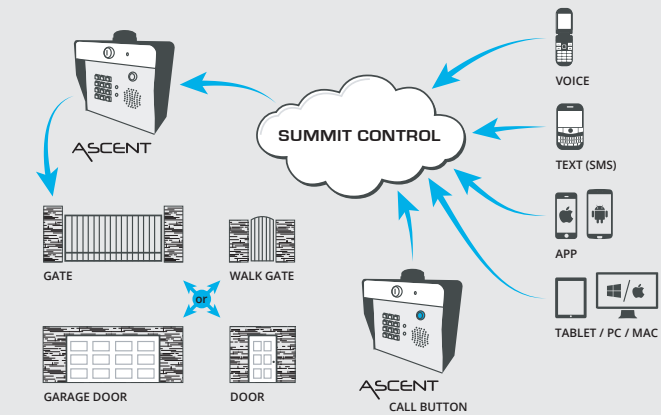 ASCENT
SUMMIT CONTROL
VOICE
TEXT (SMS)
APP
TABLET / PC / MAC
GATE
WALK GATE
or
GARAGE DOOR
DOOR
ASCENT
CALL BUTTON